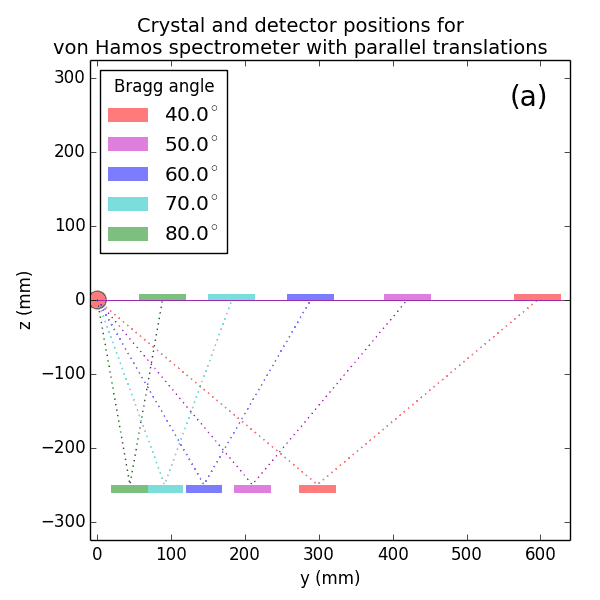 Crystal and detector positions for
von Hamos spectrometer with parallel translations
(a)
Bragg angle
40.0°
50.0°
60.0°
70.0°
80.0°
300
200
100
0
−100
−200
−300
z (mm)
0 100 200 300 400 500 600
y (mm)